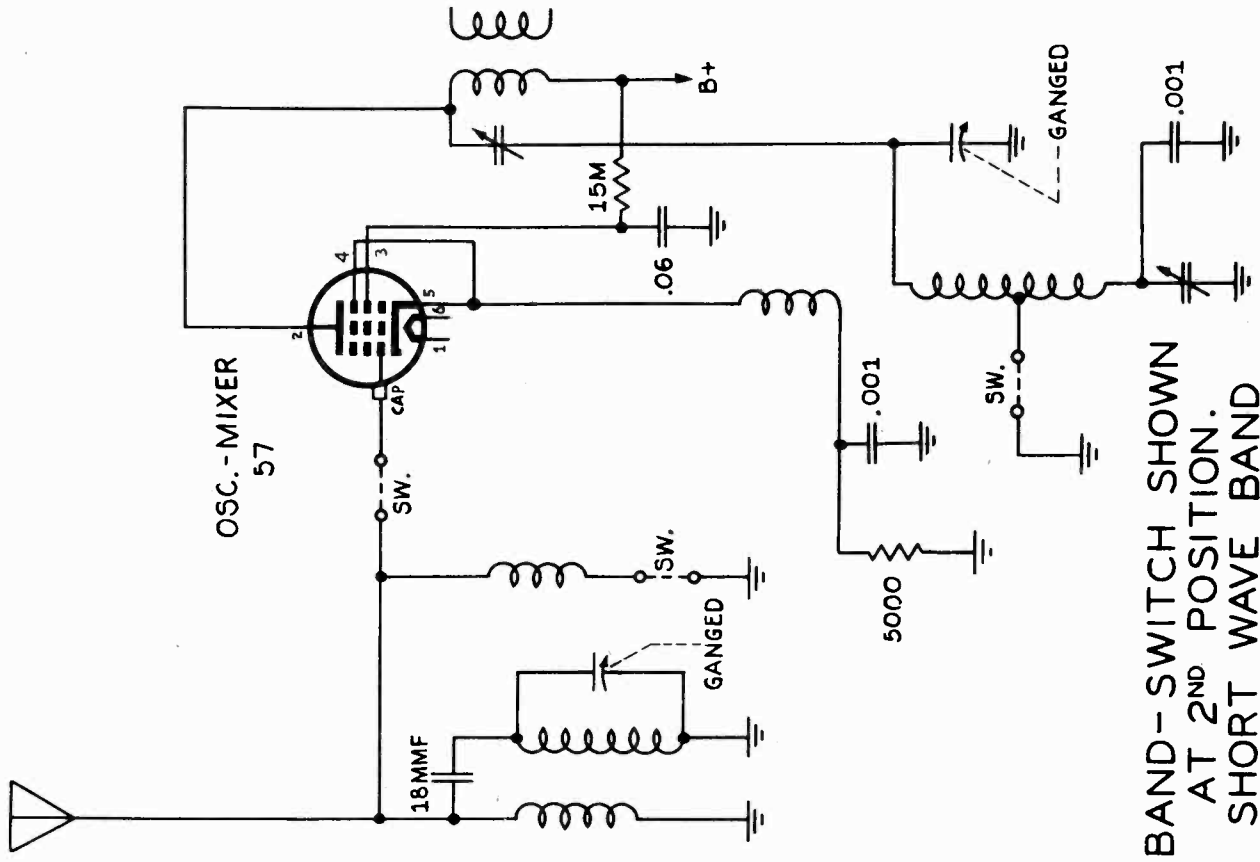 OSC.-MIXER
57
B+
15M
4
3
2
5
6
1
CAP
.06
SW.
GANGED
.001
SW.
18MMF
GANGED
SW.
.001
5000
BAND-SWITCH SHOWN
AT 2ND POSITION.
SHORT WAVE BAND